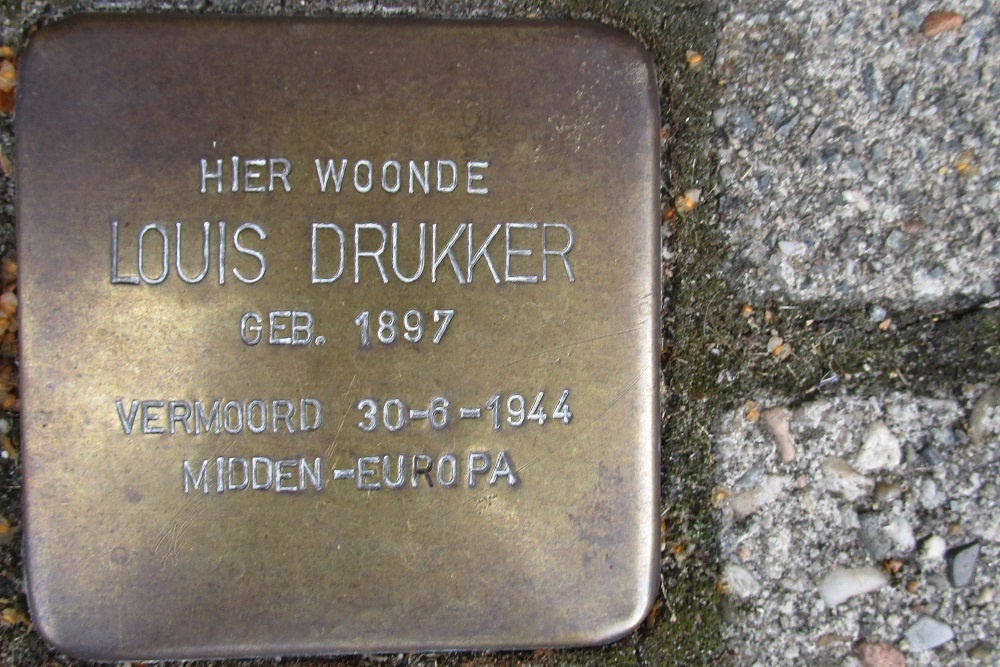 HIER WOONDE
LOUIS DRUKKER
GEB. 1897
VERMOORD 30-6-1944
MIDDEN-EUROPA